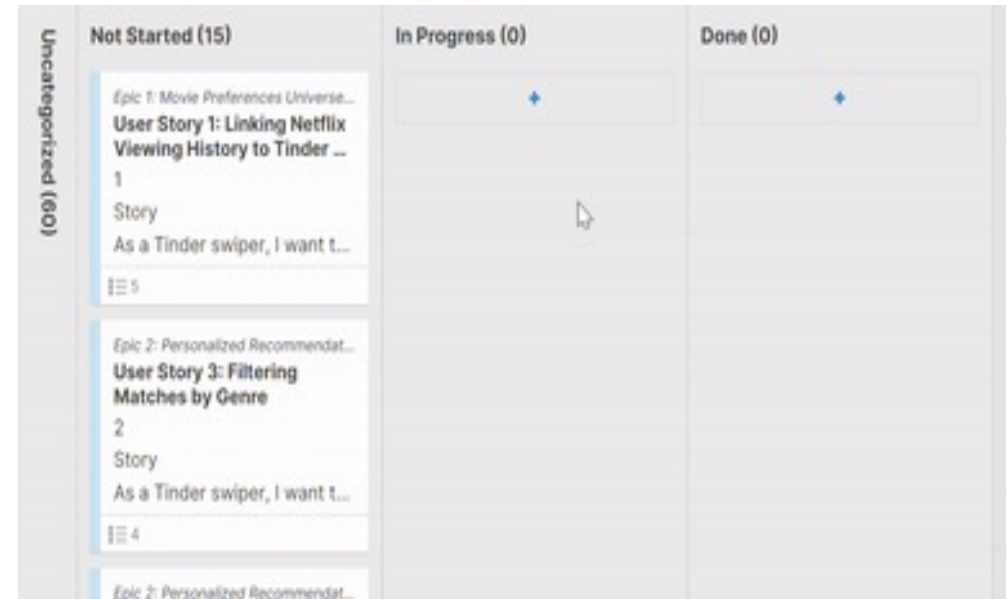 Uncategorized (60)
Not Started (15)
In Progress (0)
Done (0)
Epic 1: Movie Preferences Universe...
User Story 1: Linking Netflix
Viewing History to Tinder ...
1
Story
As a Tinder swiper, I want t...
5
+
+
Epic 2: Personalized Recommendat...
User Story 3: Filtering
Matches by Genre
2
Story
As a Tinder swiper, I want t...
4
Epic 2: Personalized Recommendat...